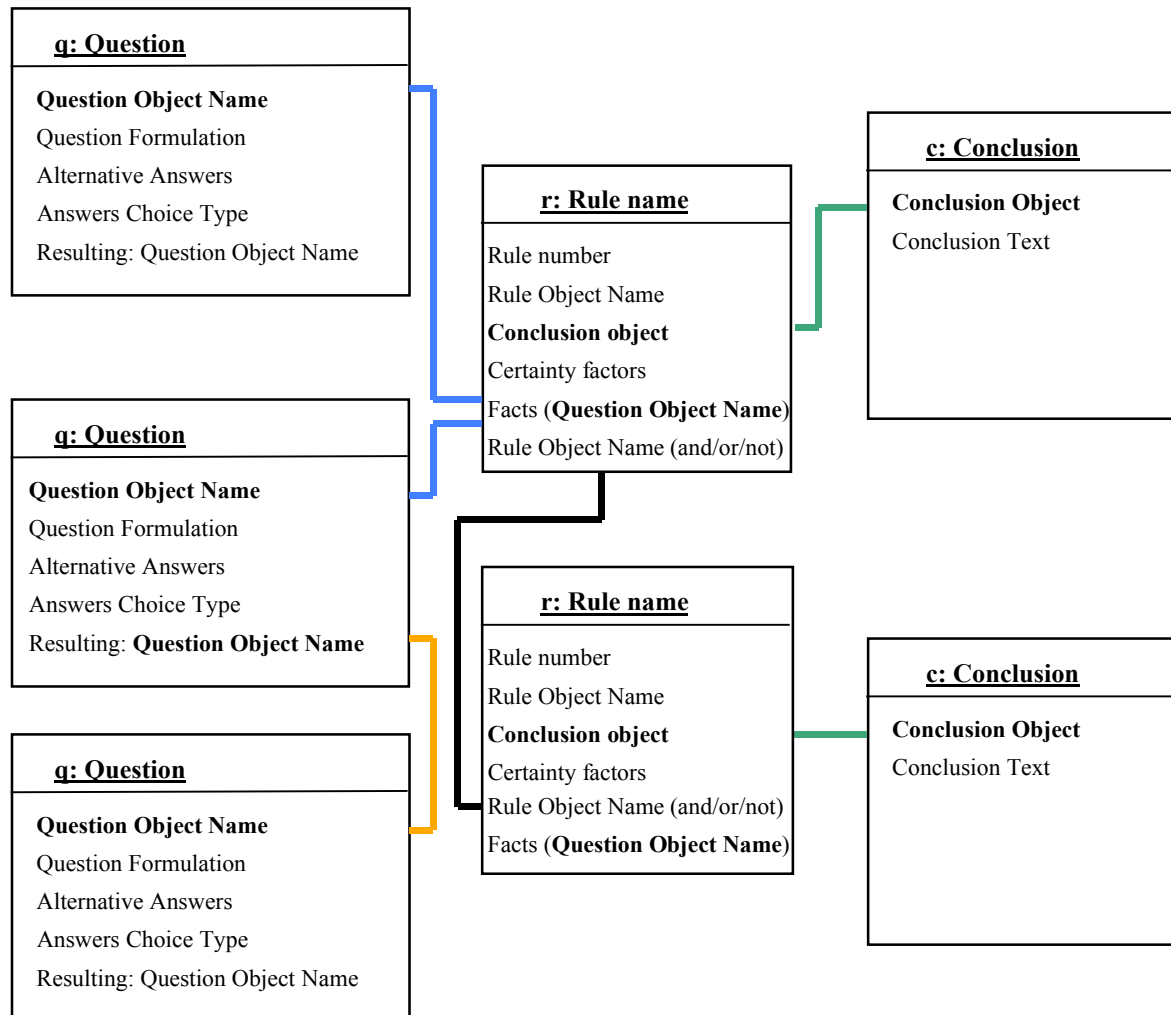 q: Question
Question Object Name
Question Formulation
Alternative Answers
Answers Choice Type
Resulting: Question Object Name
q: Question
Question Object Name
Question Formulation
Alternative Answers
Answers Choice Type
Resulting: Question Object Name
q: Question
Question Object Name
Question Formulation
Alternative Answers
Answers Choice Type
Resulting: Question Object Name
r: Rule name
Rule number
Rule Object Name
Conclusion object
Certainty factors
Facts (Question Object Name)
Rule Object Name (and/or/not)
r: Rule name
Rule number
Rule Object Name
Conclusion object
Certainty factors
Rule Object Name (and/or/not)
Facts (Question Object Name)
c: Conclusion
Conclusion Object
Conclusion Text
c: Conclusion
Conclusion Object
Conclusion Text